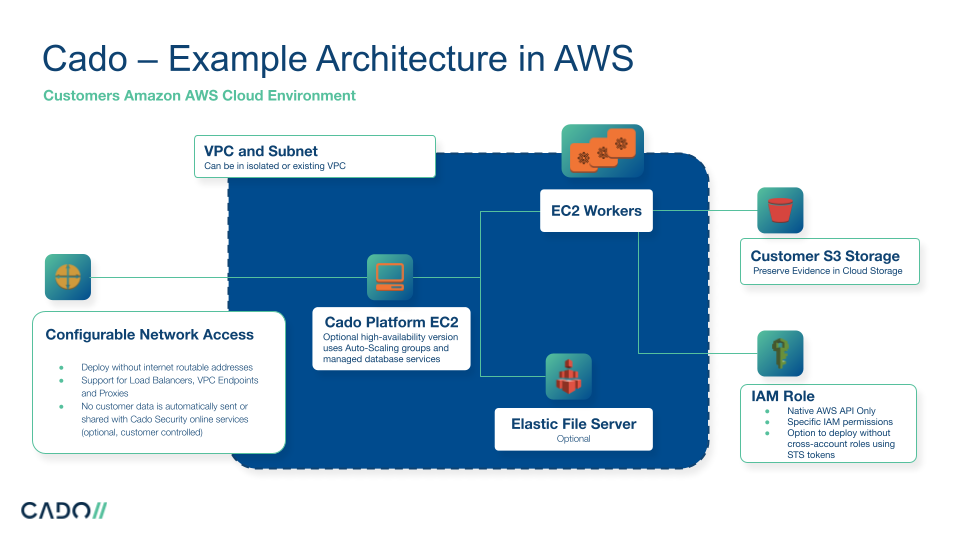 Cado – Example Architecture in AWS
Customers Amazon AWS Cloud Environment
VPC and Subnet
Can be in isolated or existing VPC
EC2 Workers
Customer S3 Storage
Preserve Evidence in Cloud Storage
Configurable Network Access
Deploy without internet routable addresses
Support for Load Balancers, VPC Endpoints
and Proxies
No customer data is automatically sent or
shared with Cado Security online services
(optional, customer controlled)
Cado Platform EC2
Optional high-availability version
uses Auto-Scaling groups and
managed database services
Elastic File Server
Optional
IAM Role
Native AWS API Only
Specific IAM permissions
Option to deploy without
cross-account roles using
STS tokens
CADO//